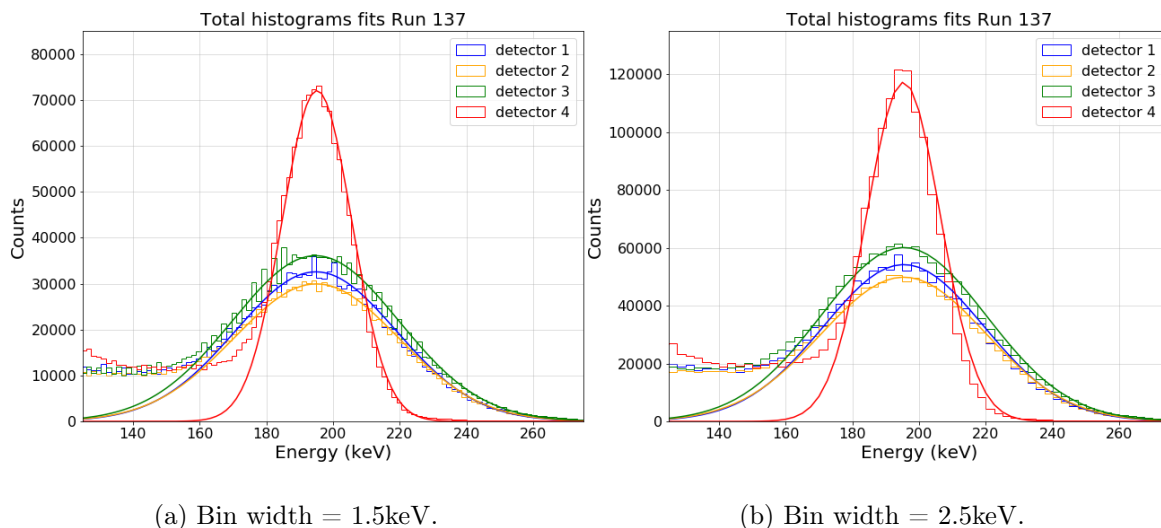 Total histograms fits Run 137
80000
70000
60000
50000
40000
30000
20000
10000
0
Counts
140 160 180 200 220 240 260
Energy (keV)
detector 1
detector 2
detector 3
detector 4
(a) Bin width = 1.5keV.
Total histograms fits Run 137
120000
100000
80000
60000
40000
20000
0
Counts
140 160 180 200 220 240 260
Energy (keV)
detector 1
detector 2
detector 3
detector 4
(b) Bin width = 2.5keV.